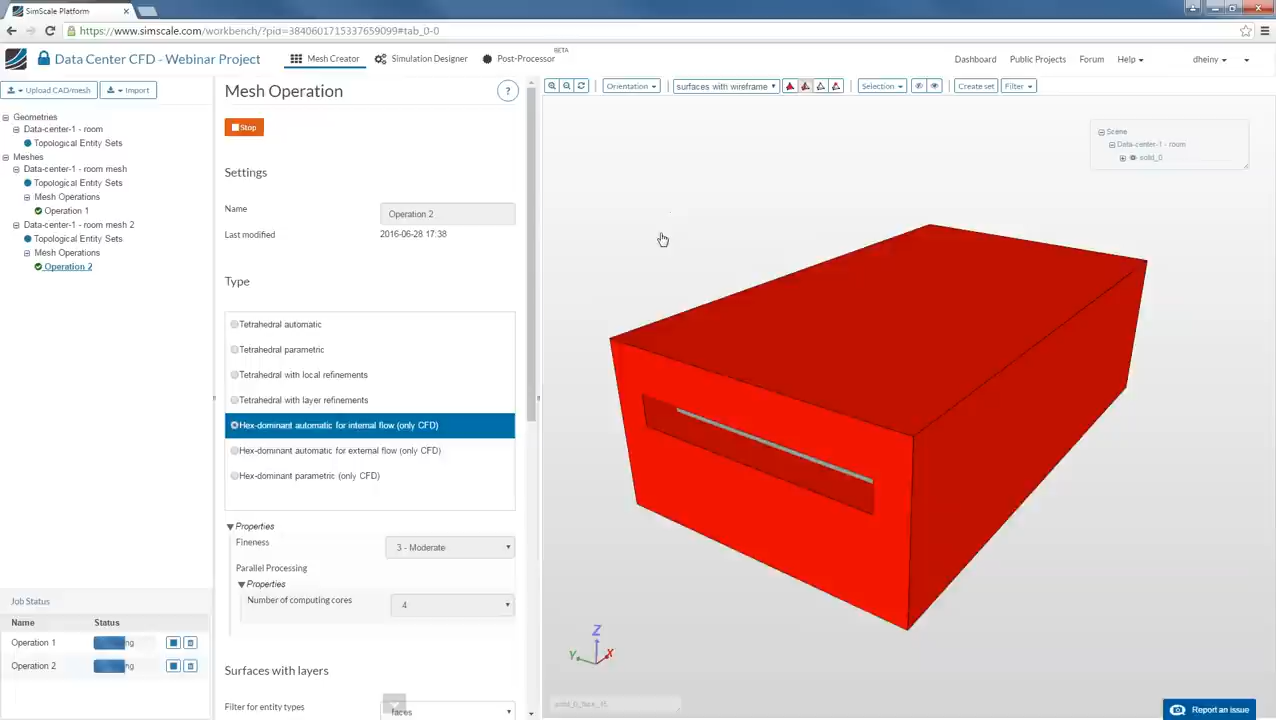 SimScale Platform
https://www.simscale.com/workbench/?pid=3840601715337659099#tab_0-0
Data Center CFD - Webinar Project
Mesh Creator
Simulation Designer
Post-Processor
BETA
Dashboard
Public Projects
Forum
Help
dheiny
Upload CAD/mesh
Import
Mesh Operation
?
Orientation
surfaces with wireframe
Selection
Create set
Filter
Geometries
Data-center-1 - room
Topological Entity Sets
Meshes
Data-center-1 - room mesh
Topological Entity Sets
Mesh Operations
Operation 1
Data-center-1 - room mesh 2
Topological Entity Sets
Mesh Operations
Operation 2
Stop
Settings
Name
Operation 2
Last modified
2016-06-28 17:38
Type
Tetrahedral automatic
Tetrahedral parametric
Tetrahedral with local refinements
Tetrahedral with layer refinements
Hex-dominant automatic for internal flow (only CFD)
Hex-dominant automatic for external flow (only CFD)
Hex-dominant parametric (only CFD)
Properties
Fineness
3 - Moderate
Parallel Processing
Properties
Number of computing cores
4
Surfaces with layers
Filter for entity types
faces
Scene
Data-center-1 - room
solid_0
Job Status
Name
Status
Operation 1
Operation 2
Z
Y
X
Report an issue